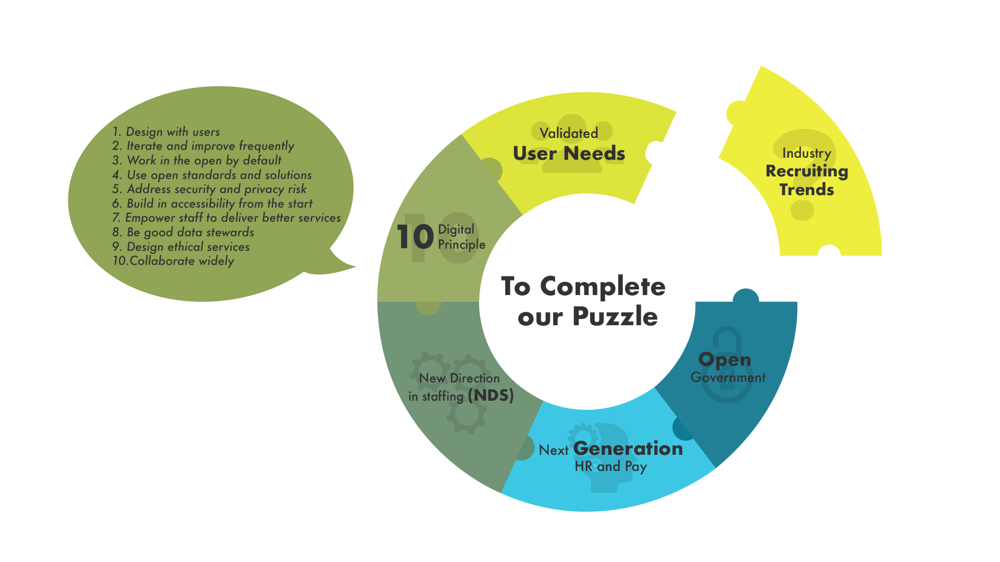 1. Design with users
2. Iterate and improve frequently
3. Work in the open by default
4. Use open standards and solutions
5. Address security and privacy risk
6. Build in accessibility from the start
7. Empower staff to deliver better services
8. Be good data stewards
9. Design ethical services
10.Collaborate widely
Validated
User Needs
Industry
Recruiting
Trends
10 Digital
Principle
To Complete
our Puzzle
New Direction
in staffing (NDS)
Open
Government
Next Generation
HR and Pay